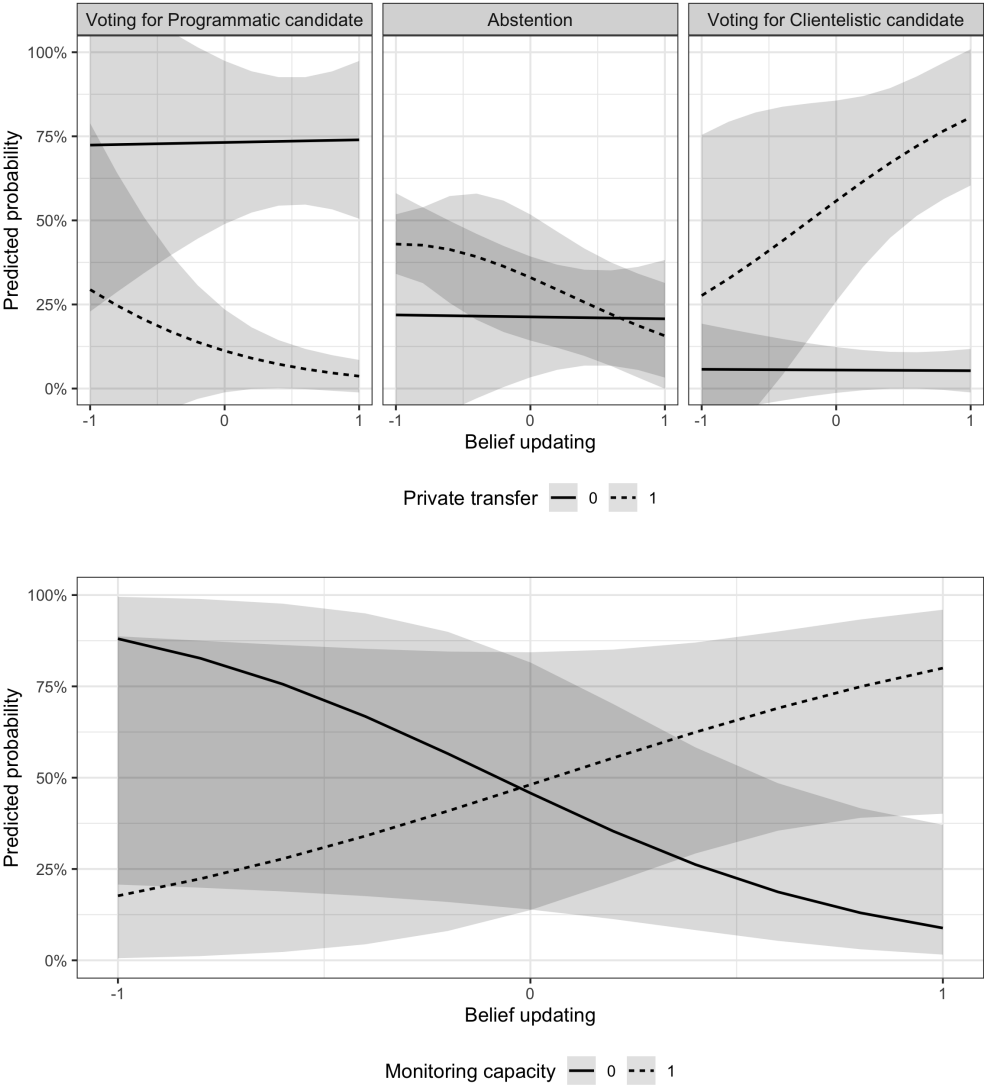 Voting for Programmatic candidate Abstention Voting for Clientelistic candidate
Predicted probability
100%
75%
50%
25%
0%
-1 0 1 -1 0 1 -1 0 1
Belief updating
Private transfer 0 1
Predicted probability
100%
75%
50%
25%
0%
-1 0 1
Belief updating
Monitoring capacity 0 1